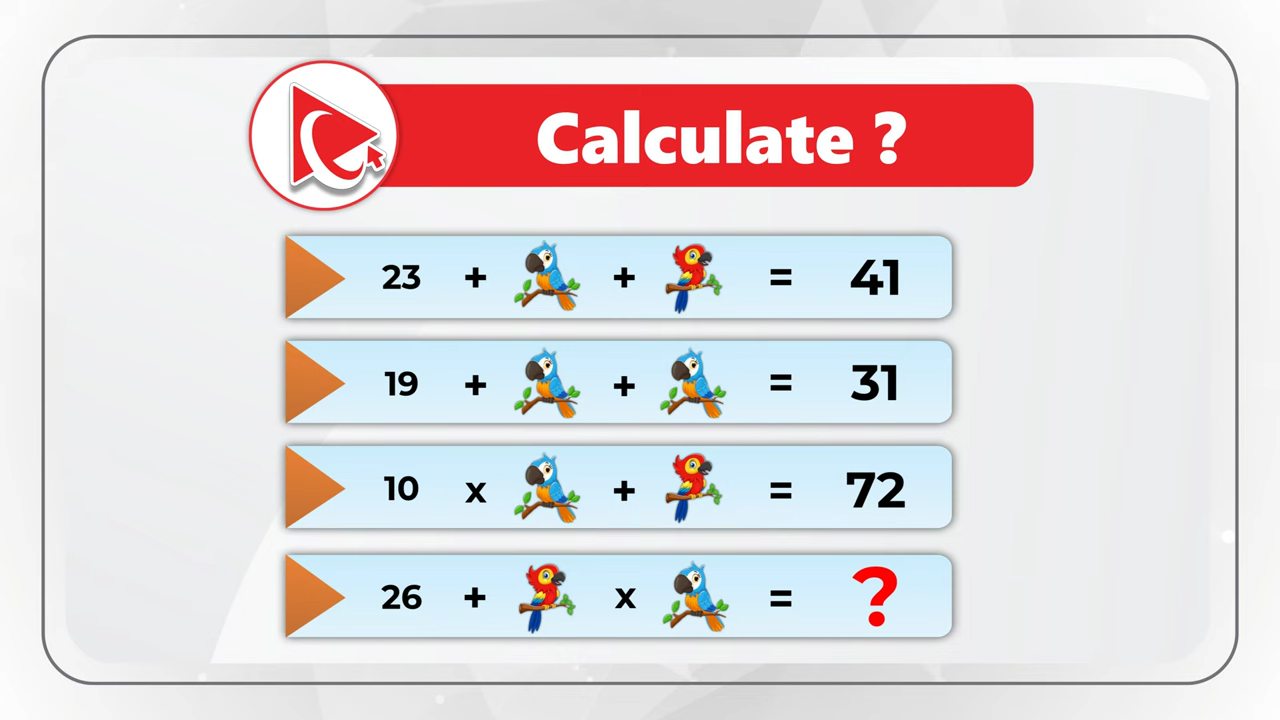 Calculate ?
23 + + = 41
19 + + = 31
10 x + = 72
26 + x = ?